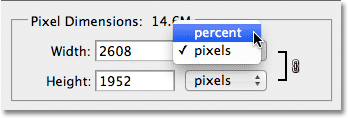 Pixel Dimensions: 14.6M
percent
Width: 2608 ✓ pixels
Height: 1952 pixels